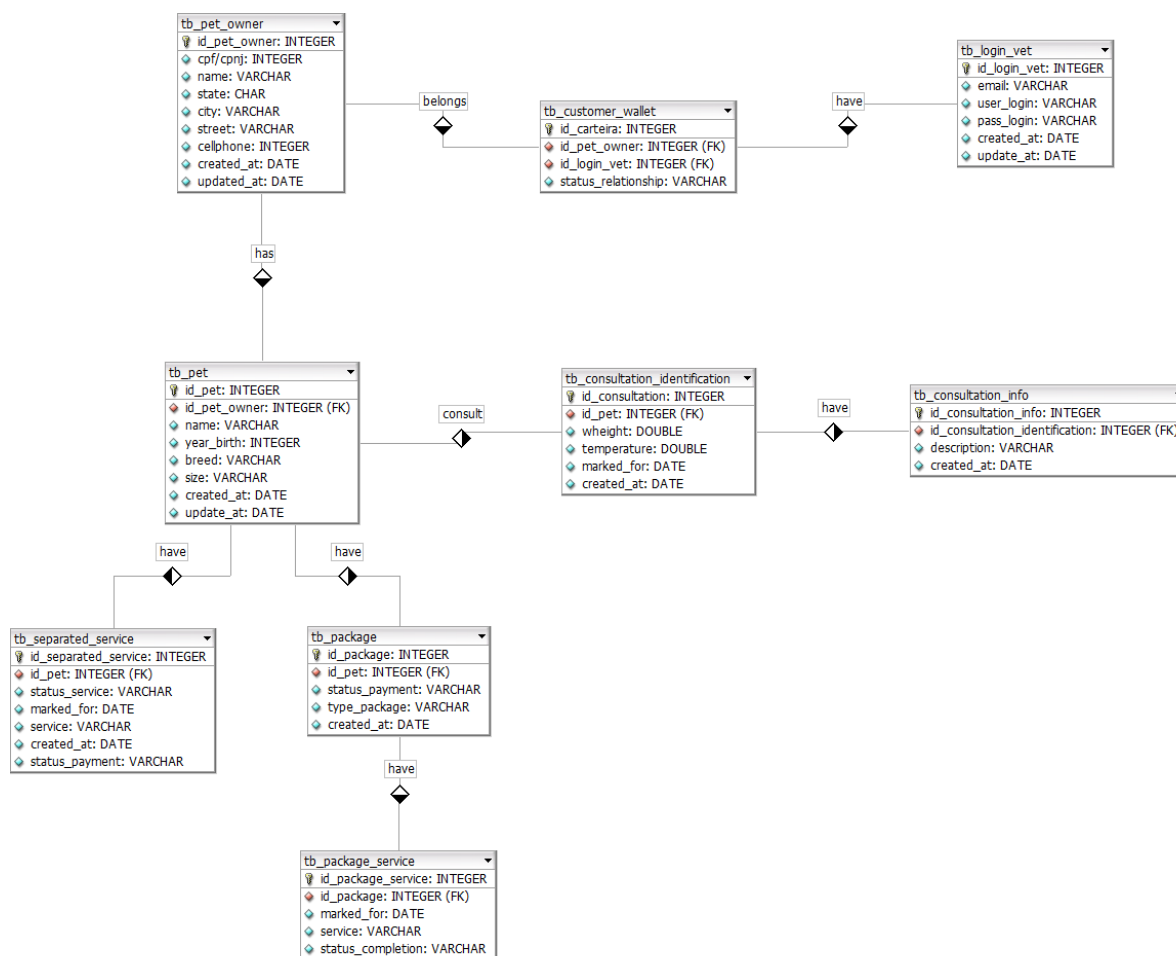 tb_pet_owner
id_pet_owner: INTEGER
cpf/cpnj: INTEGER
name: VARCHAR
state: CHAR
city: VARCHAR
street: VARCHAR
cellphone: INTEGER
created_at: DATE
updated_at: DATE
belongs
tb_customer_wallet
id_carteira: INTEGER
id_pet_owner: INTEGER (FK)
id_login_vet: INTEGER (FK)
status_relationship: VARCHAR
have
tb_login_vet
id_login_vet: INTEGER
email: VARCHAR
user_login: VARCHAR
pass_login: VARCHAR
created_at: DATE
update_at: DATE
has
tb_pet
id_pet: INTEGER
id_pet_owner: INTEGER (FK)
name: VARCHAR
year_birth: INTEGER
breed: VARCHAR
size: VARCHAR
created_at: DATE
update_at: DATE
consult
tb_consultation_identification
id_consultation: INTEGER
id_pet: INTEGER (FK)
wheight: DOUBLE
temperature: DOUBLE
marked_for: DATE
created_at: DATE
have
tb_consultation_info
id_consultation_info: INTEGER
id_consultation_identification: INTEGER (FK)
description: VARCHAR
created_at: DATE
have
have
tb_separated_service
id_separated_service: INTEGER
id_pet: INTEGER (FK)
status_service: VARCHAR
marked_for: DATE
service: VARCHAR
created_at: DATE
status_payment: VARCHAR
tb_package
id_package: INTEGER
id_pet: INTEGER (FK)
status_payment: VARCHAR
type_package: VARCHAR
created_at: DATE
have
tb_package_service
id_package_service: INTEGER
id_package: INTEGER (FK)
marked_for: DATE
service: VARCHAR
status_completion: VARCHAR